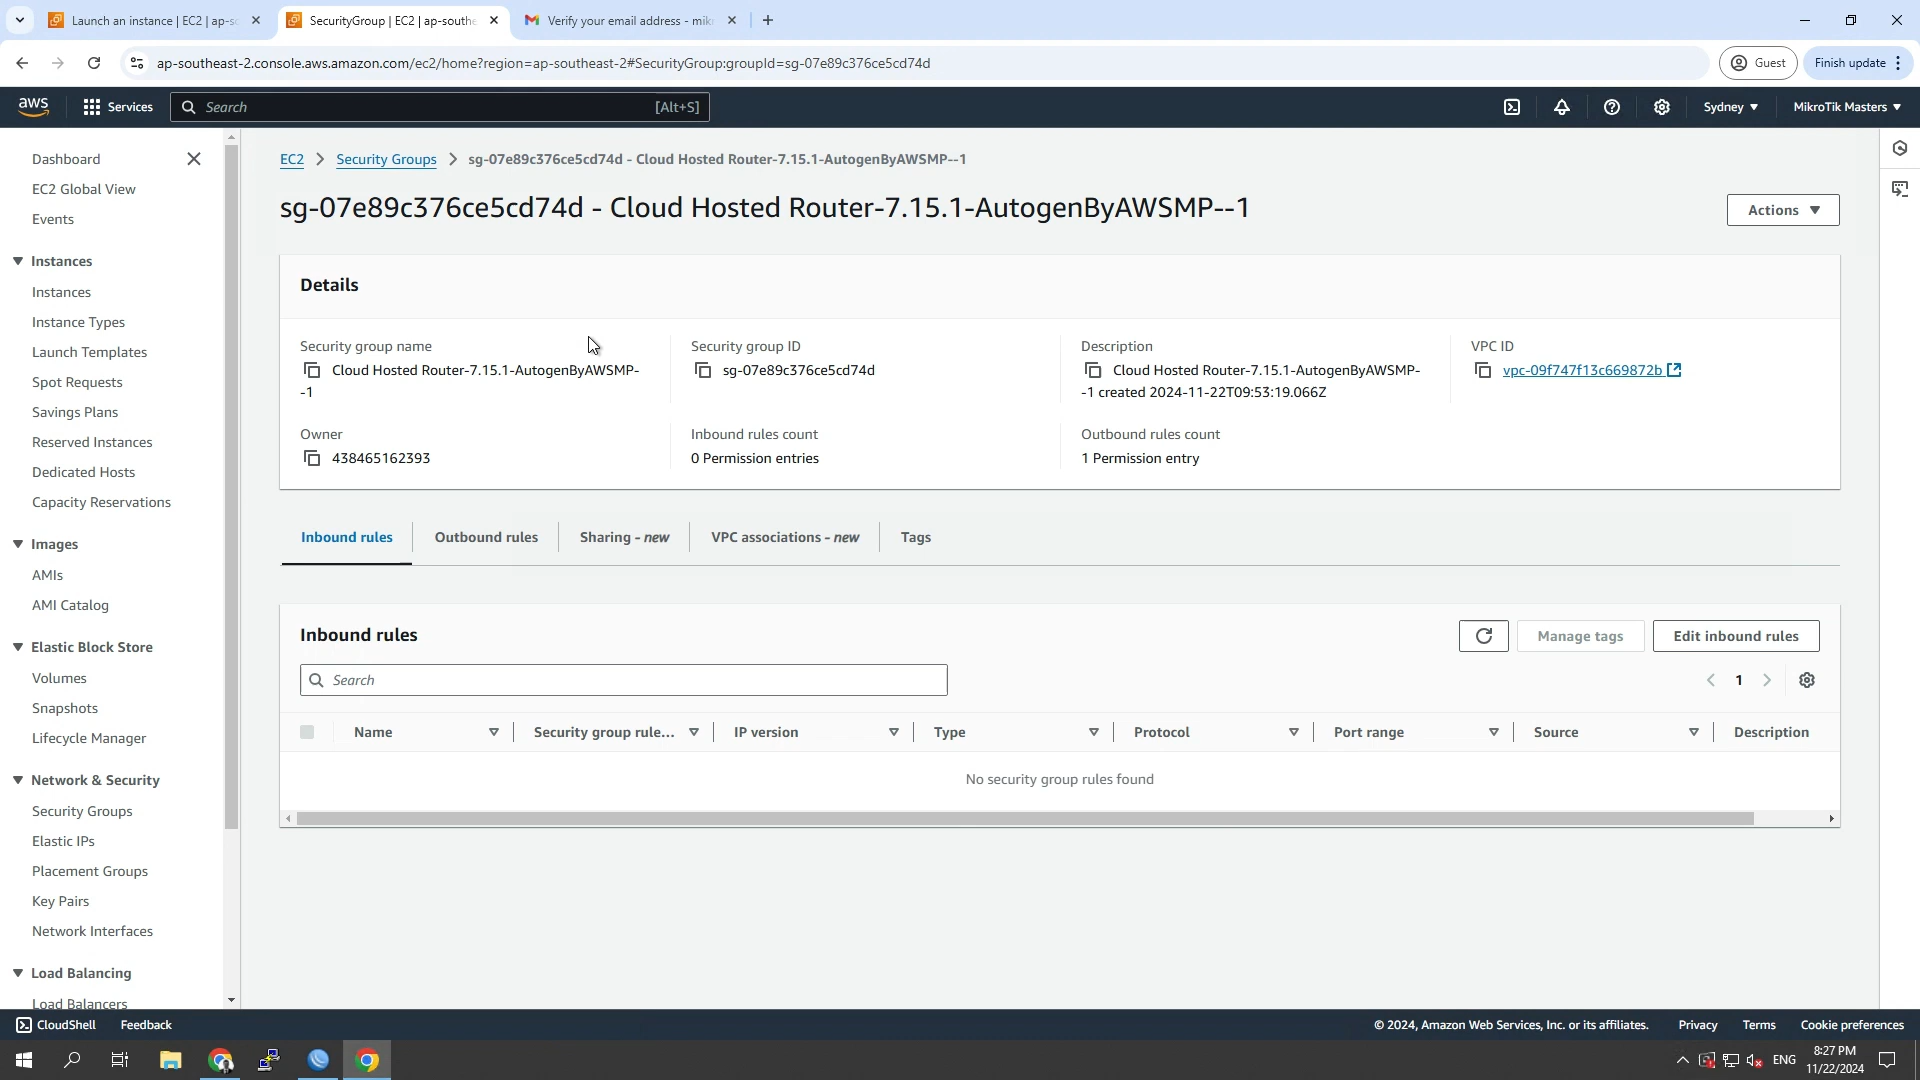 Launch an instance | EC2 | ap-sc
SecurityGroup | EC2 | ap-southe
Verify your email address - mik
ap-southeast-2.console.aws.amazon.com/ec2/home?region=ap-southeast-2#SecurityGroup:groupId=sg-07e89c376ce5cd74d
Guest
Finish update
aws
Services
Search
[Alt+S]
Sydney
MikroTik Masters
Dashboard
EC2 Global View
Events
Instances
Instances
Instance Types
Launch Templates
Spot Requests
Savings Plans
Reserved Instances
Dedicated Hosts
Capacity Reservations
Images
AMIs
AMI Catalog
Elastic Block Store
Volumes
Snapshots
Lifecycle Manager
Network & Security
Security Groups
Elastic IPs
Placement Groups
Key Pairs
Network Interfaces
Load Balancing
Load Balancers
EC2 > Security Groups > sg-07e89c376ce5cd74d - Cloud Hosted Router-7.15.1-AutogenByAWSMP--1
sg-07e89c376ce5cd74d - Cloud Hosted Router-7.15.1-AutogenByAWSMP--1
Actions
Details
Security group name
Cloud Hosted Router-7.15.1-AutogenByAWSMP-
-1
Security group ID
sg-07e89c376ce5cd74d
Description
Cloud Hosted Router-7.15.1-AutogenByAWSMP-
-1 created 2024-11-22T09:53:19.066Z
VPC ID
vpc-09f747f13c669872b
Owner
438465162393
Inbound rules count
0 Permission entries
Outbound rules count
1 Permission entry
Inbound rules
Outbound rules
Sharing - new
VPC associations - new
Tags
Inbound rules
Manage tags
Edit inbound rules
Search
1
Name
Security group rule...
IP version
Type
Protocol
Port range
Source
Description
No security group rules found
CloudShell
Feedback
© 2024, Amazon Web Services, Inc. or its affiliates.
Privacy
Terms
Cookie preferences
ENG
8:27 PM
11/22/2024